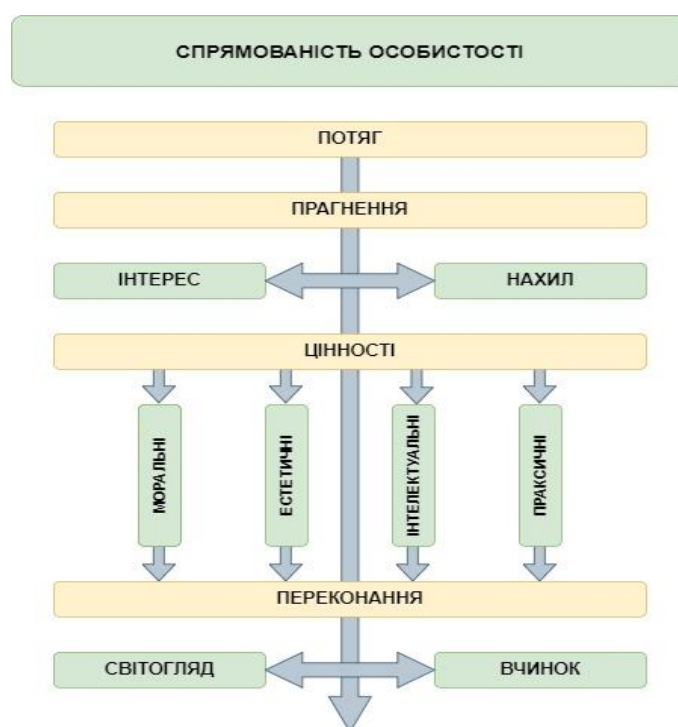 СПРЯМОВАНІСТЬ ОСОБИСТОСТІ
ПОТЯГ
ПРАГНЕННЯ
ІНТЕРЕС
НАХИЛ
ЦІННОСТІ
МОРАЛЬНІ
ЕСТЕТИЧНІ
ІНТЕЛЕКТУАЛЬНІ
ПРАКСИЧНІ
ПЕРЕКОНАННЯ
СВІТОГЛЯД
ВЧИНОК